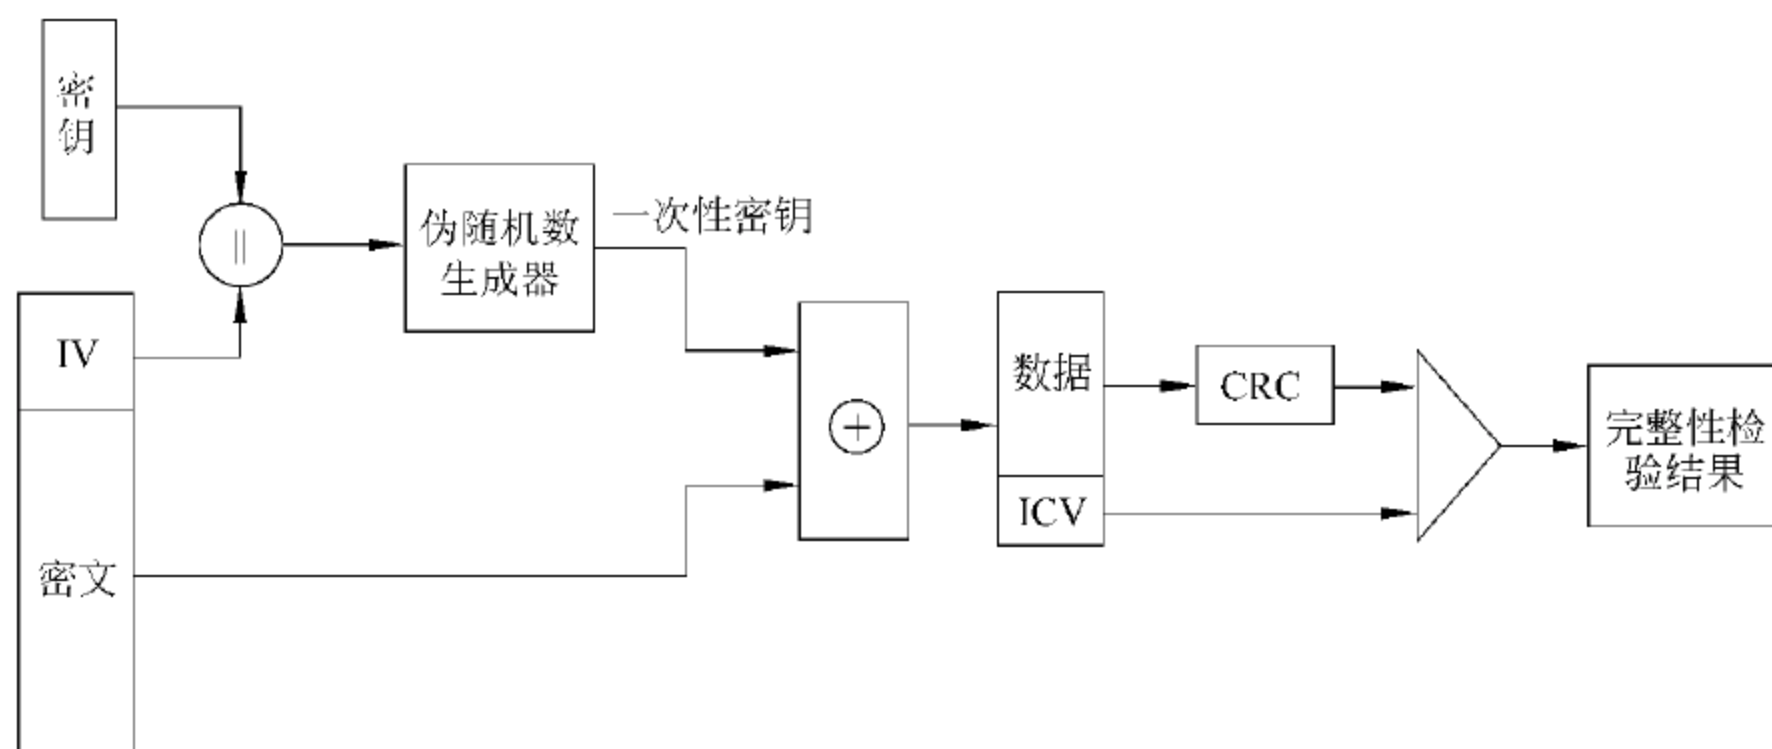 密
钥
伪随机数
生成器
一次性密钥
||
IV
密文
+
数据
ICV
CRC
完整性检
验结果